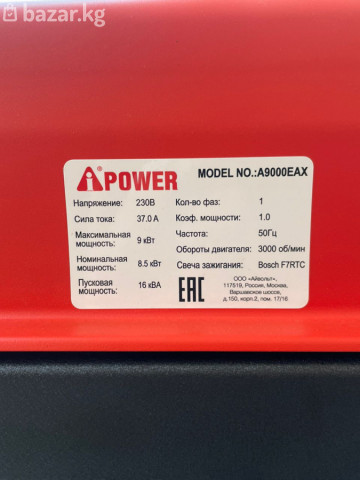 bazar.kg
iPOWER
MODEL NO.:A9000EAX
Напряжение: 230В
Кол-во фаз: 1
Сила тока: 37.0 А
Коэф. мощности: 1.0
Максимальная
мощность: 9 кВт
Частота: 50Гц
Обороты двигателя: 3000 об/мин
Номинальная
мощность: 8.5 кВт
Свеча зажигания: Bosch F7RTC
Пусковая
мощность: 16 кВА
EAC
ООО «Айвольт»
117519, Россия, Москва,
Варшавское шоссе,
д.150, корп.2, пом. 17/16